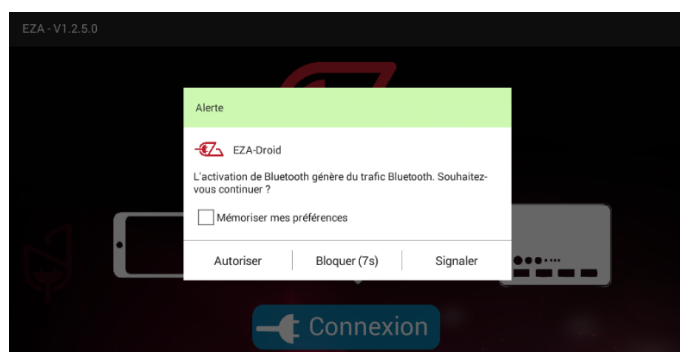 EZA - V1.2.5.0
Alerte
EZA-Droid
L'activation de Bluetooth génère du trafic Bluetooth. Souhaitez-
vous continuer ?
Mémoriser mes préférences
Autoriser
Bloquer (7s)
Signaler
Connexion